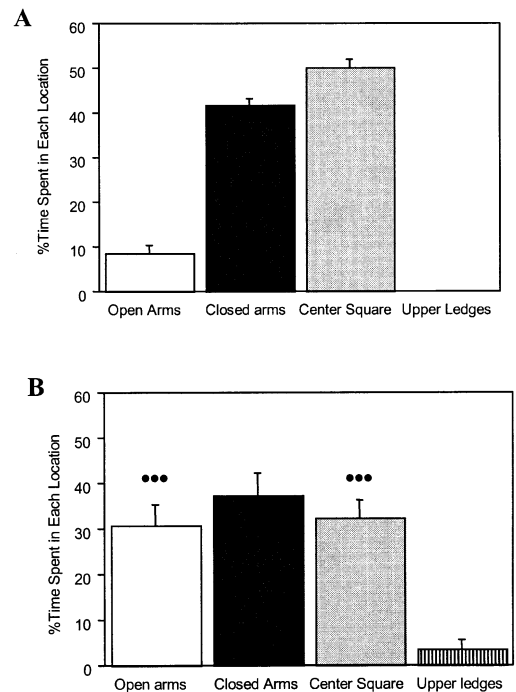 A
%Time Spent in Each Location
60
50
40
30
20
10
0
Open Arms Closed arms Center Square Upper Ledges
B
%Time Spent in Each Location
60
50
40
30
20
10
0
Open arms Closed Arms Center Square Upper ledges